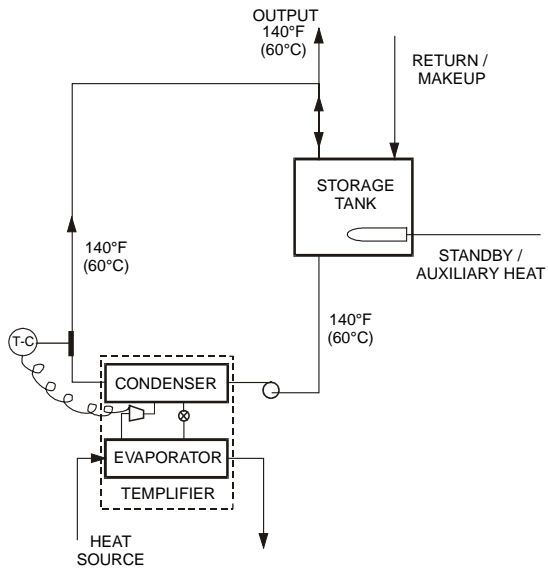 OUTPUT
140°F
(60°C)
RETURN /
MAKEUP
STORAGE
TANK
STANDBY /
AUXILIARY HEAT
140°F
(60°C)
140°F
(60°C)
T-C
CONDENSER
EVAPORATOR
TEMPLIFIER
HEAT
SOURCE